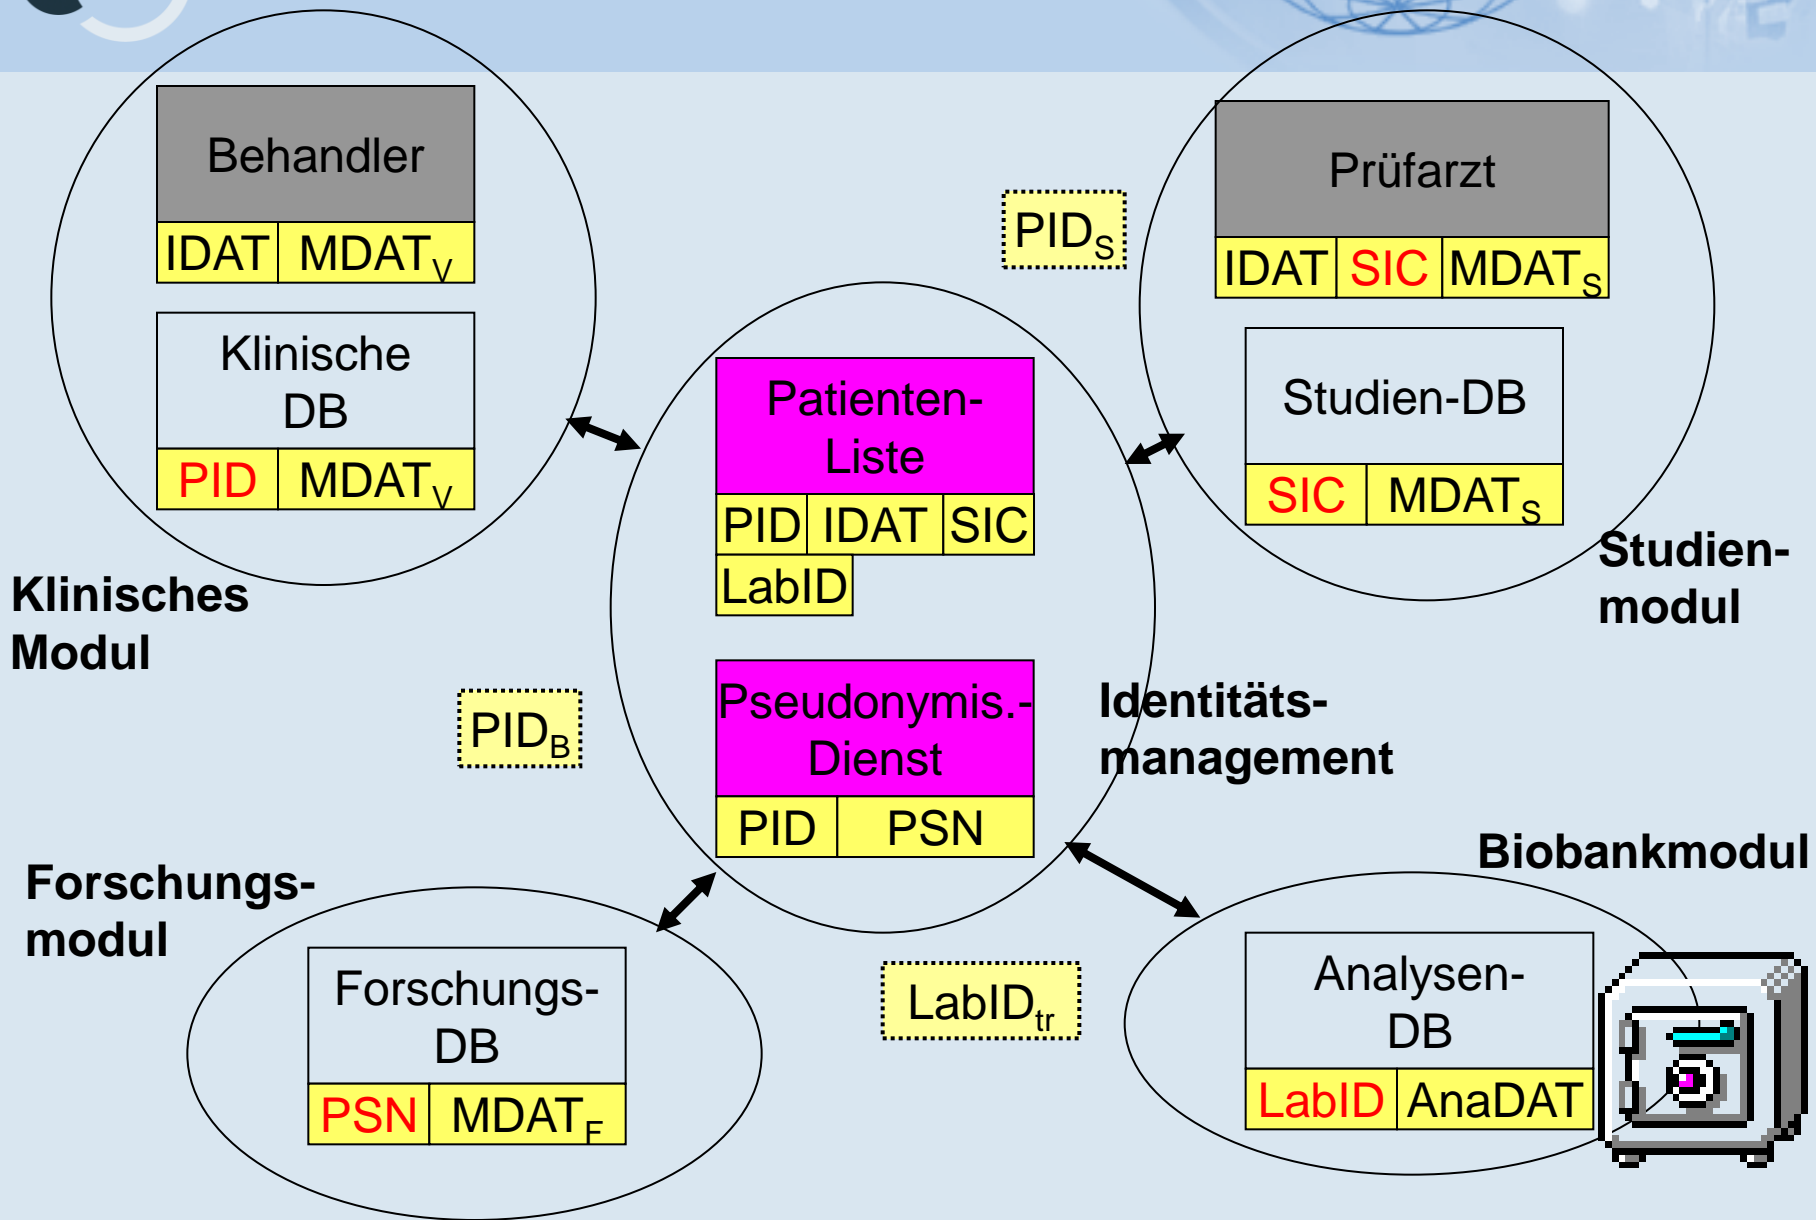 Behandler
IDAT MDATV
Klinische
DB
PID MDATV
Klinisches
Modul
PIDS
Prüfarzt
IDAT SIC MDATS
Studien-DB
SIC MDATS
Studien-
modul
Patienten-
Liste
PID IDAT SIC
LabID
Pseudonymis.-
Dienst
PID PSN
Identitäts-
management
PIDB
Forschungs-
modul
Forschungs-
DB
PSN MDATF
LabIDtr
Biobankmodul
Analysen-
DB
LabID AnaDAT